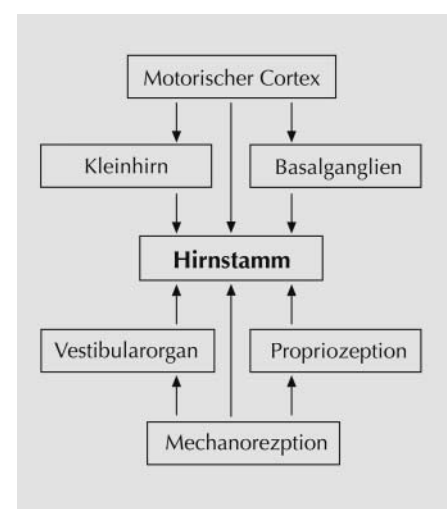 Motorischer Cortex
Kleinhirn
Basalganglien
Hirnstamm
Vestibularorgan
Propriozeption
Mechanorezption